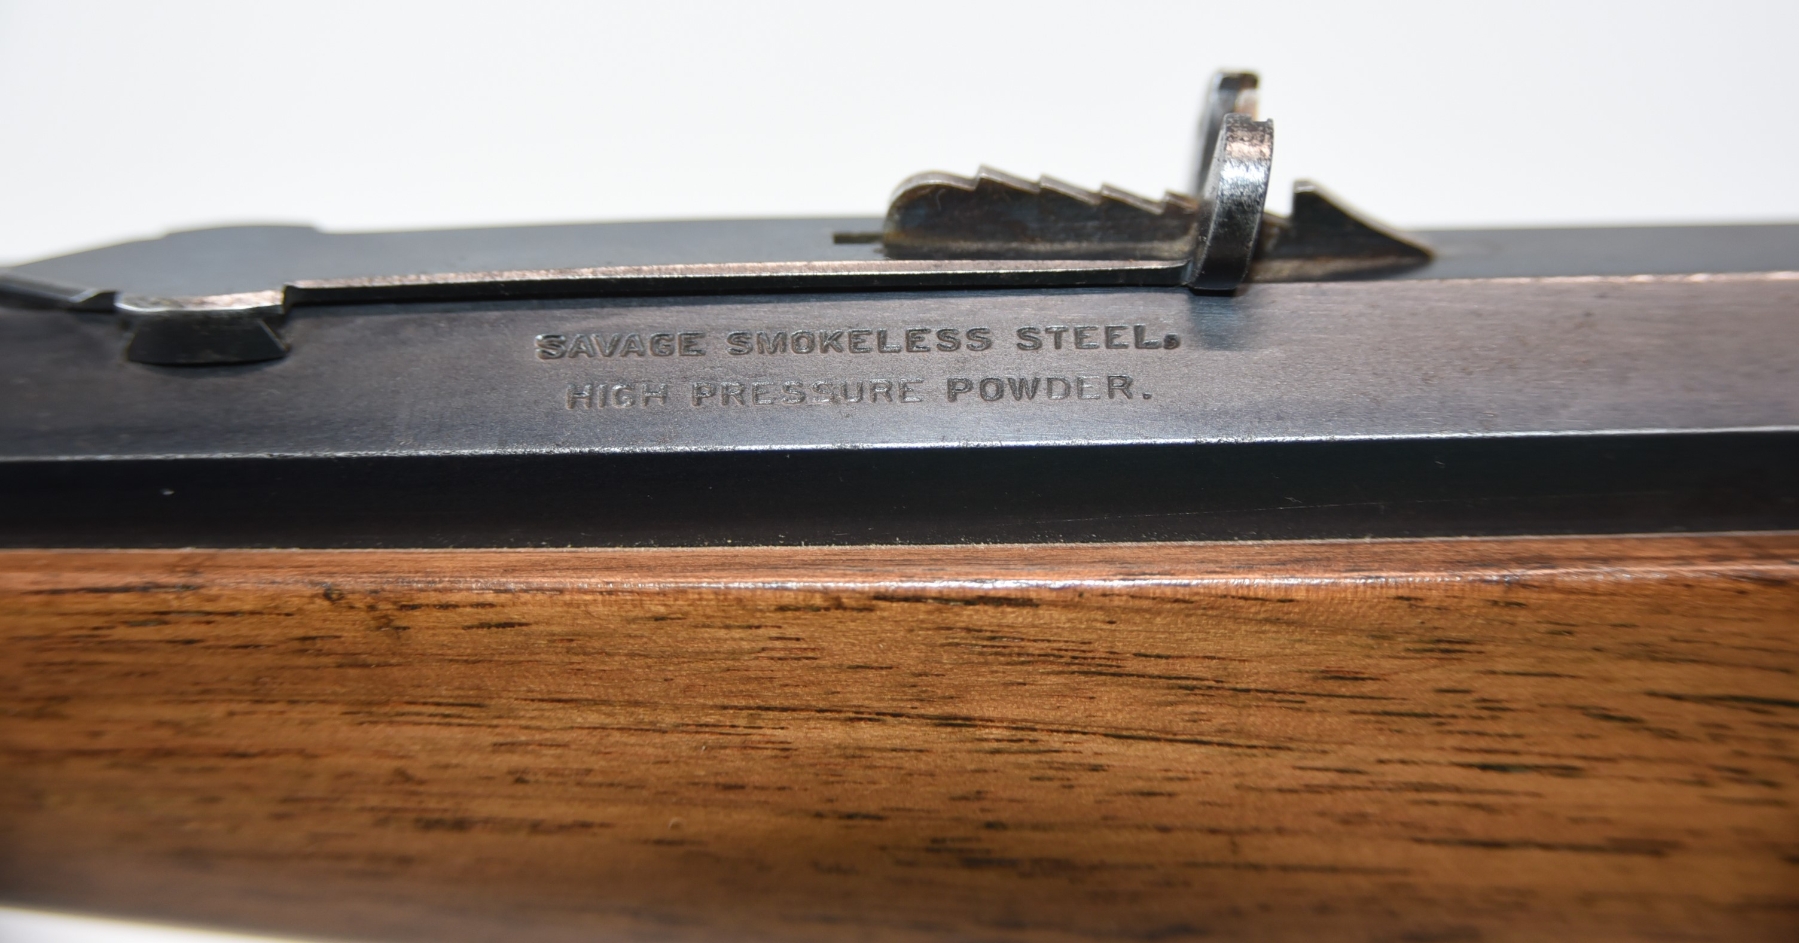 SAVAGE SMOKELESS STEEL,
HIGH PRESSURE POWDER.